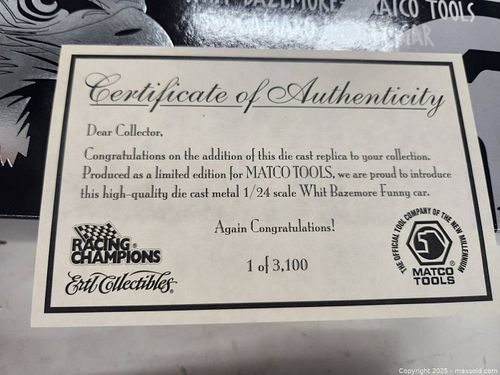 BAZEMORE
MATCO TOOLS
Certificate of Authenticity
Dear Collector,
Congratulations on the addition of this die cast replica to your collection.
Produced as a limited edition for MATCO TOOLS, we are proud to introduce
this high-quality die cast metal 1/24 scale Whit Bazemore Funny car.
Again Congratulations!
1 of 3,100
RACING
CHAMPIONS®
Ertl Collectibles®
THE OFFICIAL TOOL COMPANY OF THE NEW MILLENNIUM
MATCO
TOOLS®
Copyright 2025 - maxsold.com